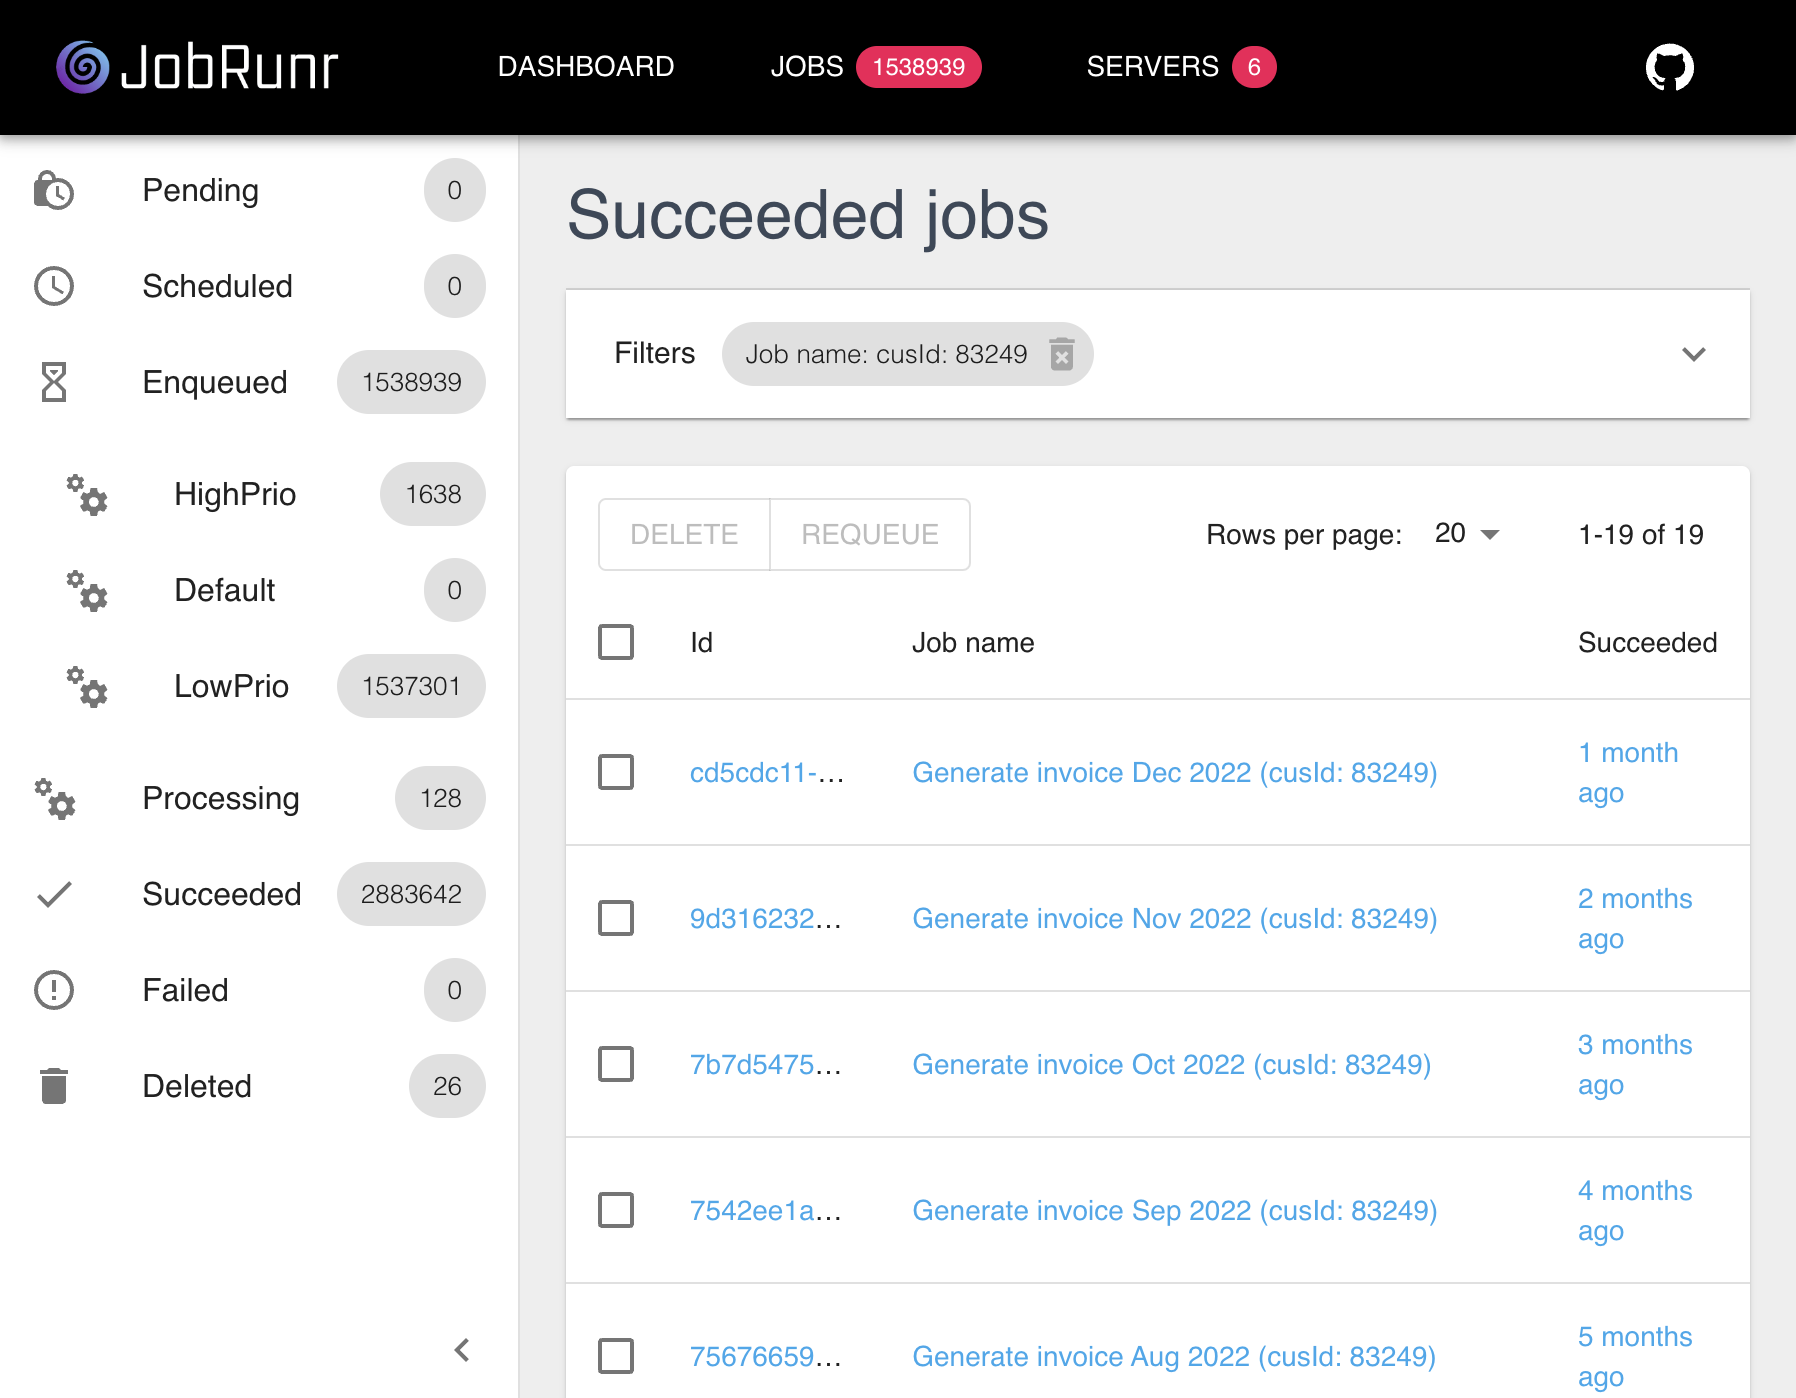 JobRunr DASHBOARD JOBS 1538939 SERVERS 6
Pending 0
Scheduled 0
Enqueued 1538939
HighPrio 1638
Default 0
LowPrio 1537301
Processing 128
Succeeded 2883642
Failed 0
Deleted 26
Succeeded jobs
Filters Job name: cusId: 83249
DELETE REQUEUE Rows per page: 20 1-19 of 19
Id Job name Succeeded
cd5cdc11-... Generate invoice Dec 2022 (cusId: 83249) 1 month
ago
9d316232... Generate invoice Nov 2022 (cusId: 83249) 2 months
ago
7b7d5475... Generate invoice Oct 2022 (cusId: 83249) 3 months
ago
7542ee1a... Generate invoice Sep 2022 (cusId: 83249) 4 months
ago
75676659... Generate invoice Aug 2022 (cusId: 83249) 5 months
ago